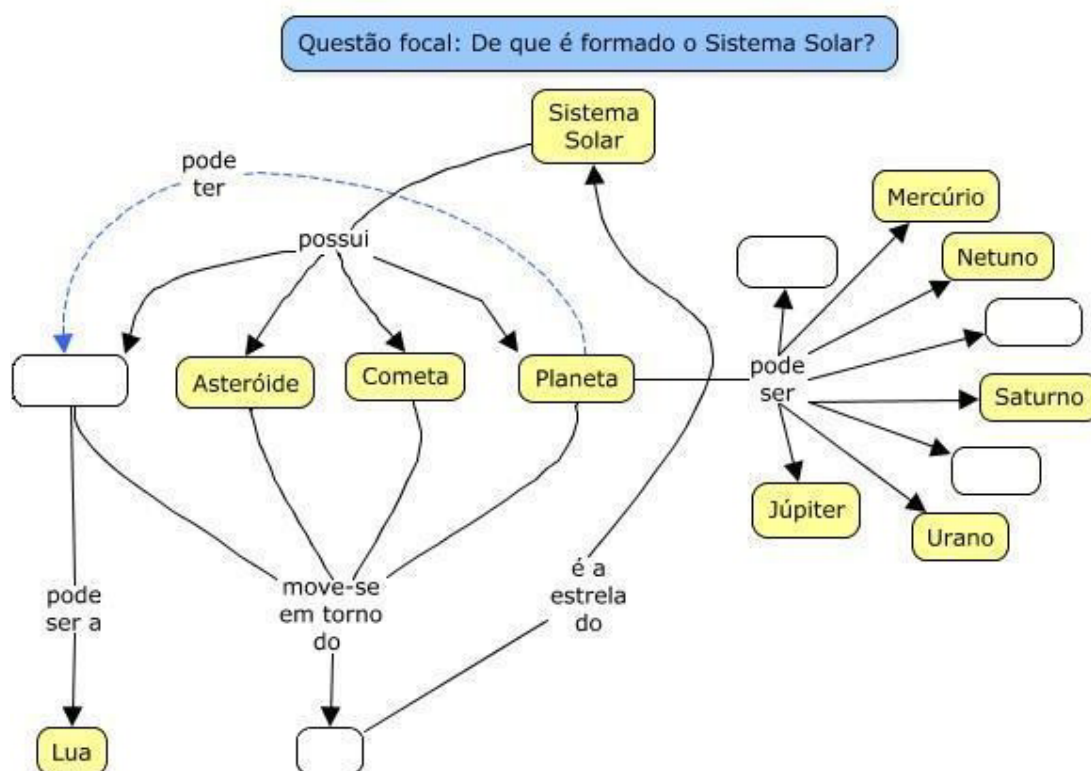 Questão focal: De que é formado o Sistema Solar?
Sistema
Solar
pode
ter
Mercúrio
possui
Netuno
Asteróide
Cometa
Planeta
pode
ser
Saturno
Júpiter
Urano
pode
ser a
move-se
em torno
do
é a
estrela
do
Lua